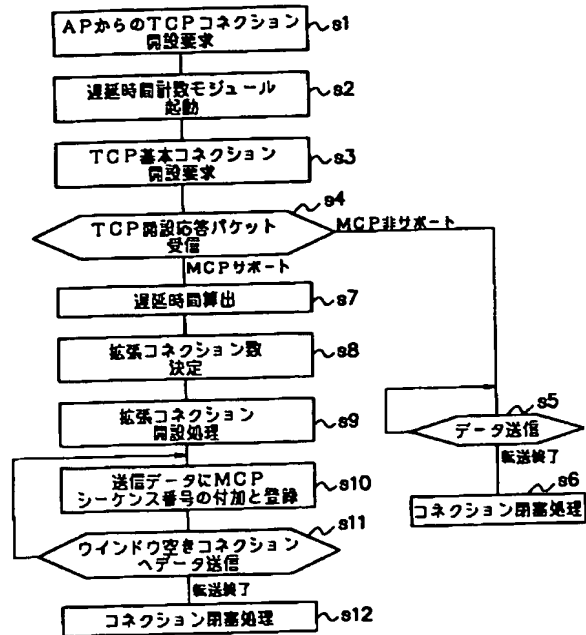 APからのTCPコネクション
開設要求
s1
遅延時間計数モジュール
起動
s2
TCP基本コネクション
開設要求
s3
s4
TCP開設応答パケット
受信
MCP非サポート
MCPサポート
遅延時間算出
s7
拡張コネクション数
決定
s8
拡張コネクション
開設処理
s9
s5
データ送信
転送終了
s6
コネクション閉塞処理
送信データにMCP
シーケンス番号の付加と登録
s10
s11
ウインドウ空きコネクション
へデータ送信
転送終了
コネクション閉塞処理
s12